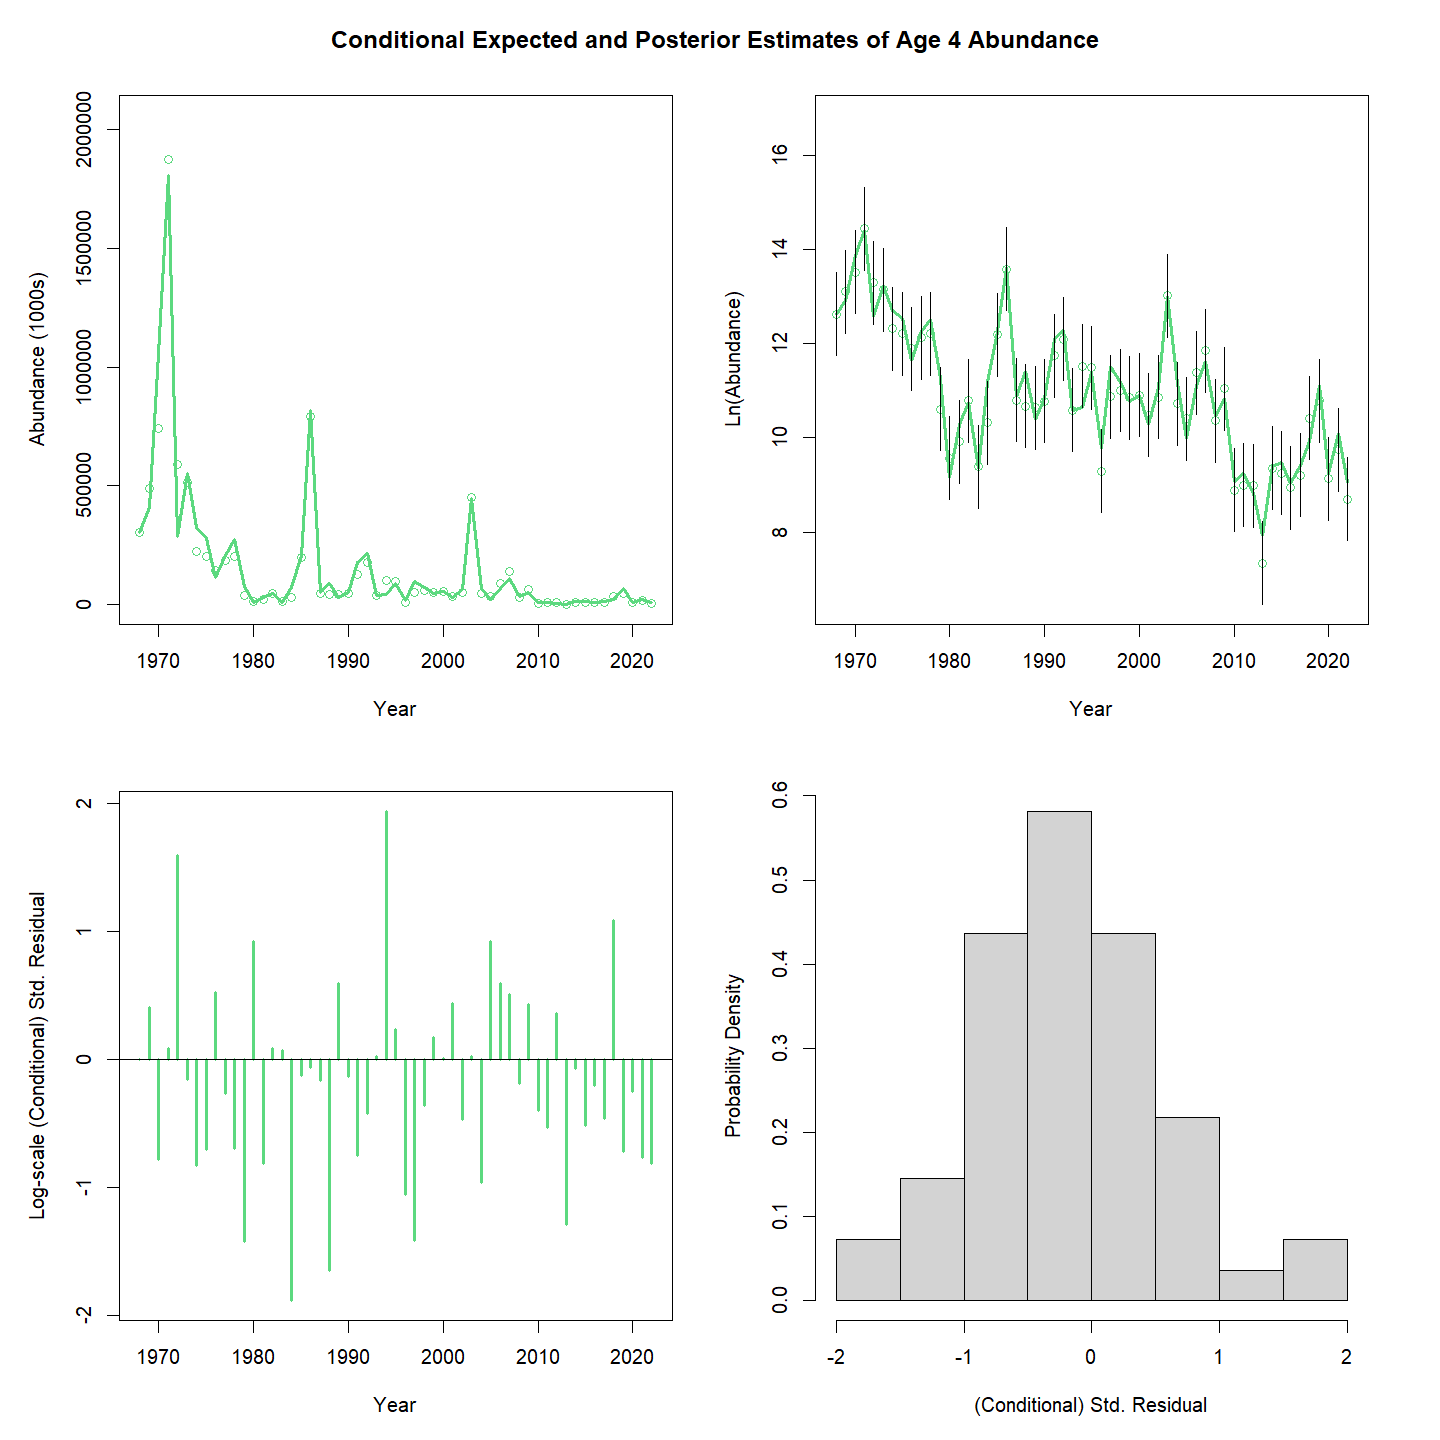 Conditional Expected and Posterior Estimates of Age 4 Abundance
Abundance (1000s)
2000000
1500000
1000000
500000
0
1970 1980 1990 2000 2010 2020
Year
Ln(Abundance)
16
14
12
10
8
1970 1980 1990 2000 2010 2020
Year
Log-scale (Conditional) Std. Residual
2
1
0
-1
-2
1970 1980 1990 2000 2010 2020
Year
Probability Density
0.6
0.5
0.4
0.3
0.2
0.1
0.0
-2 -1 0 1 2
(Conditional) Std. Residual